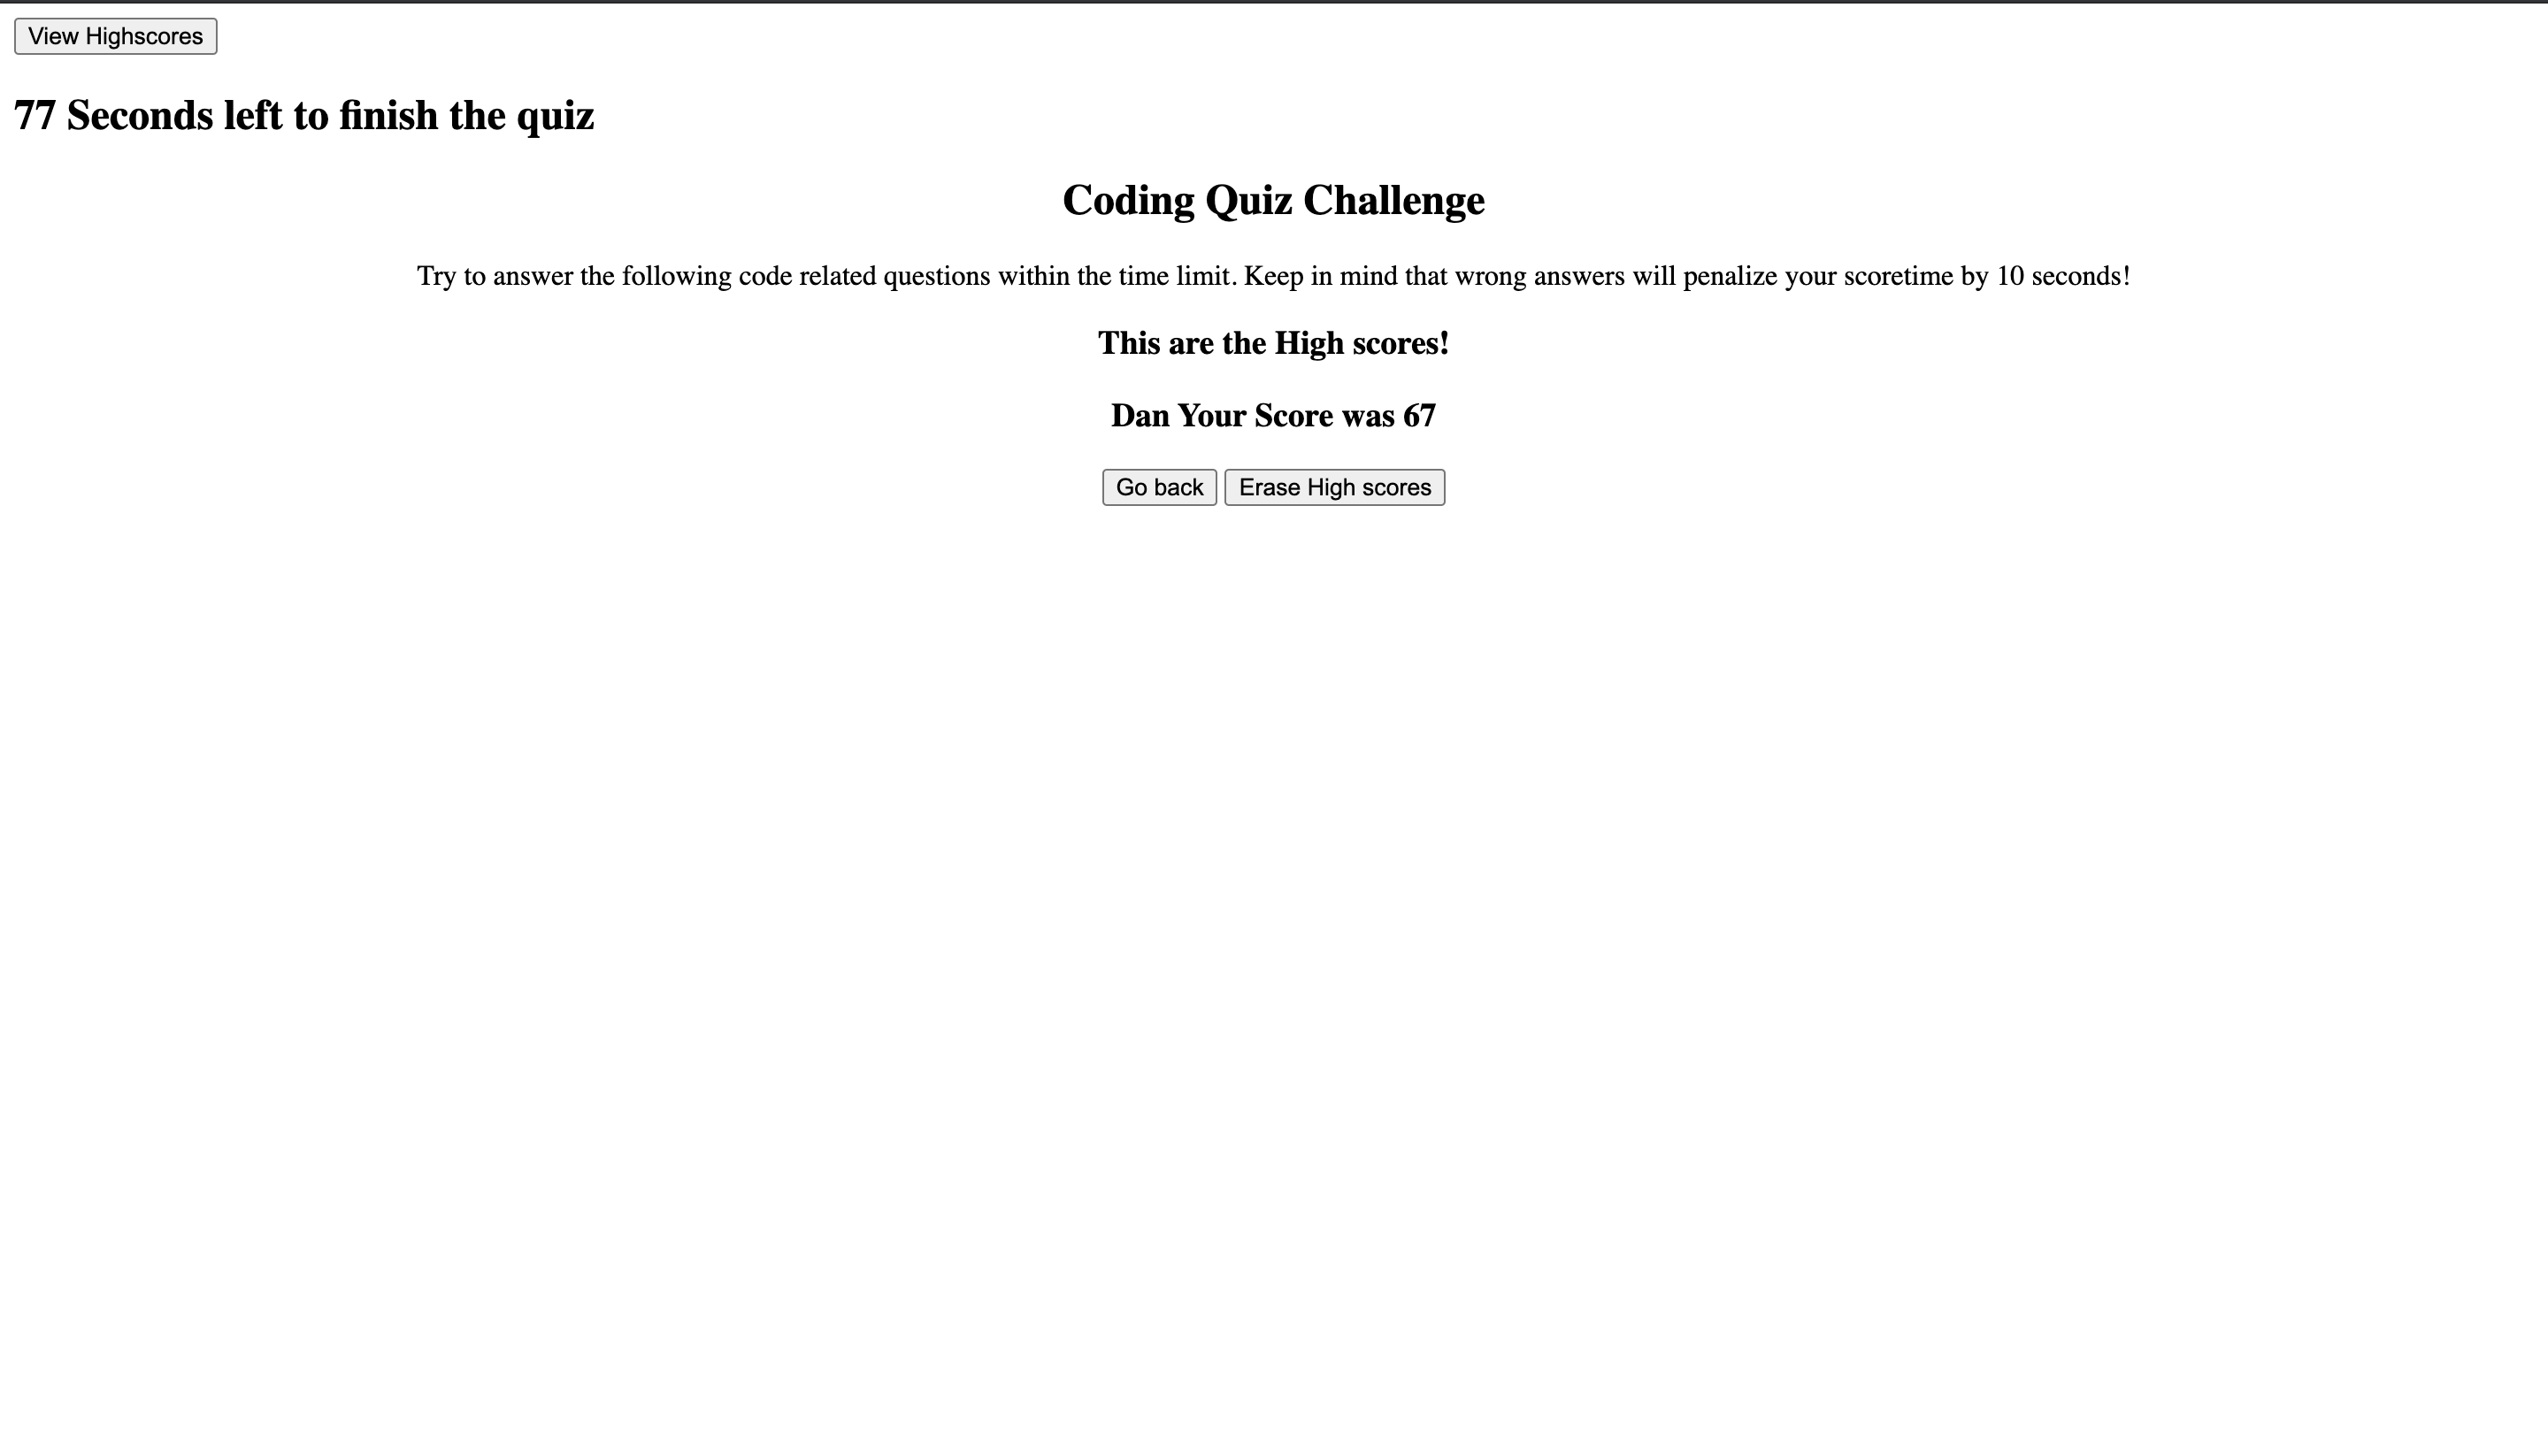 View Highscores
77 Seconds left to finish the quiz
Coding Quiz Challenge
Try to answer the following code related questions within the time limit. Keep in mind that wrong answers will penalize your scoretime by 10 seconds!
This are the High scores!
Dan Your Score was 67
Go back Erase High scores